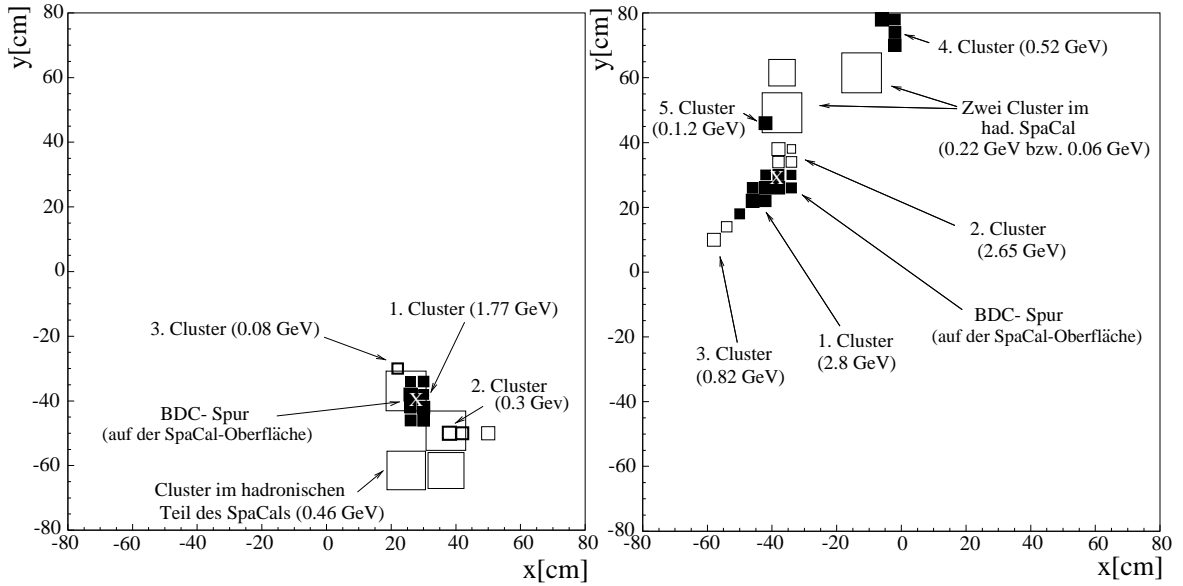 y[cm]
80
60
40
20
0
-20
-40
-60
-80
1. Cluster (1.77 GeV)
3. Cluster (0.08 GeV)
2. Cluster
(0.3 Gev)
X
BDC- Spur
(auf der SpaCal-Oberfläche)
Cluster im hadronischen
Teil des SpaCals (0.46 GeV)
-80 -60 -40 -20 0 20 40 60 80
x[cm]
y[cm]
80
60
40
20
0
-20
-40
-60
-80
4. Cluster (0.52 GeV)
5. Cluster
(0.1.2 GeV)
Zwei Cluster im
had. SpaCal
(0.22 GeV bzw. 0.06 GeV)
X
2. Cluster
(2.65 GeV)
BDC- Spur
(auf der SpaCal-Oberfläche)
1. Cluster
(2.8 GeV)
3. Cluster
(0.82 GeV)
-80 -60 -40 -20 0 20 40 60 80
x[cm]